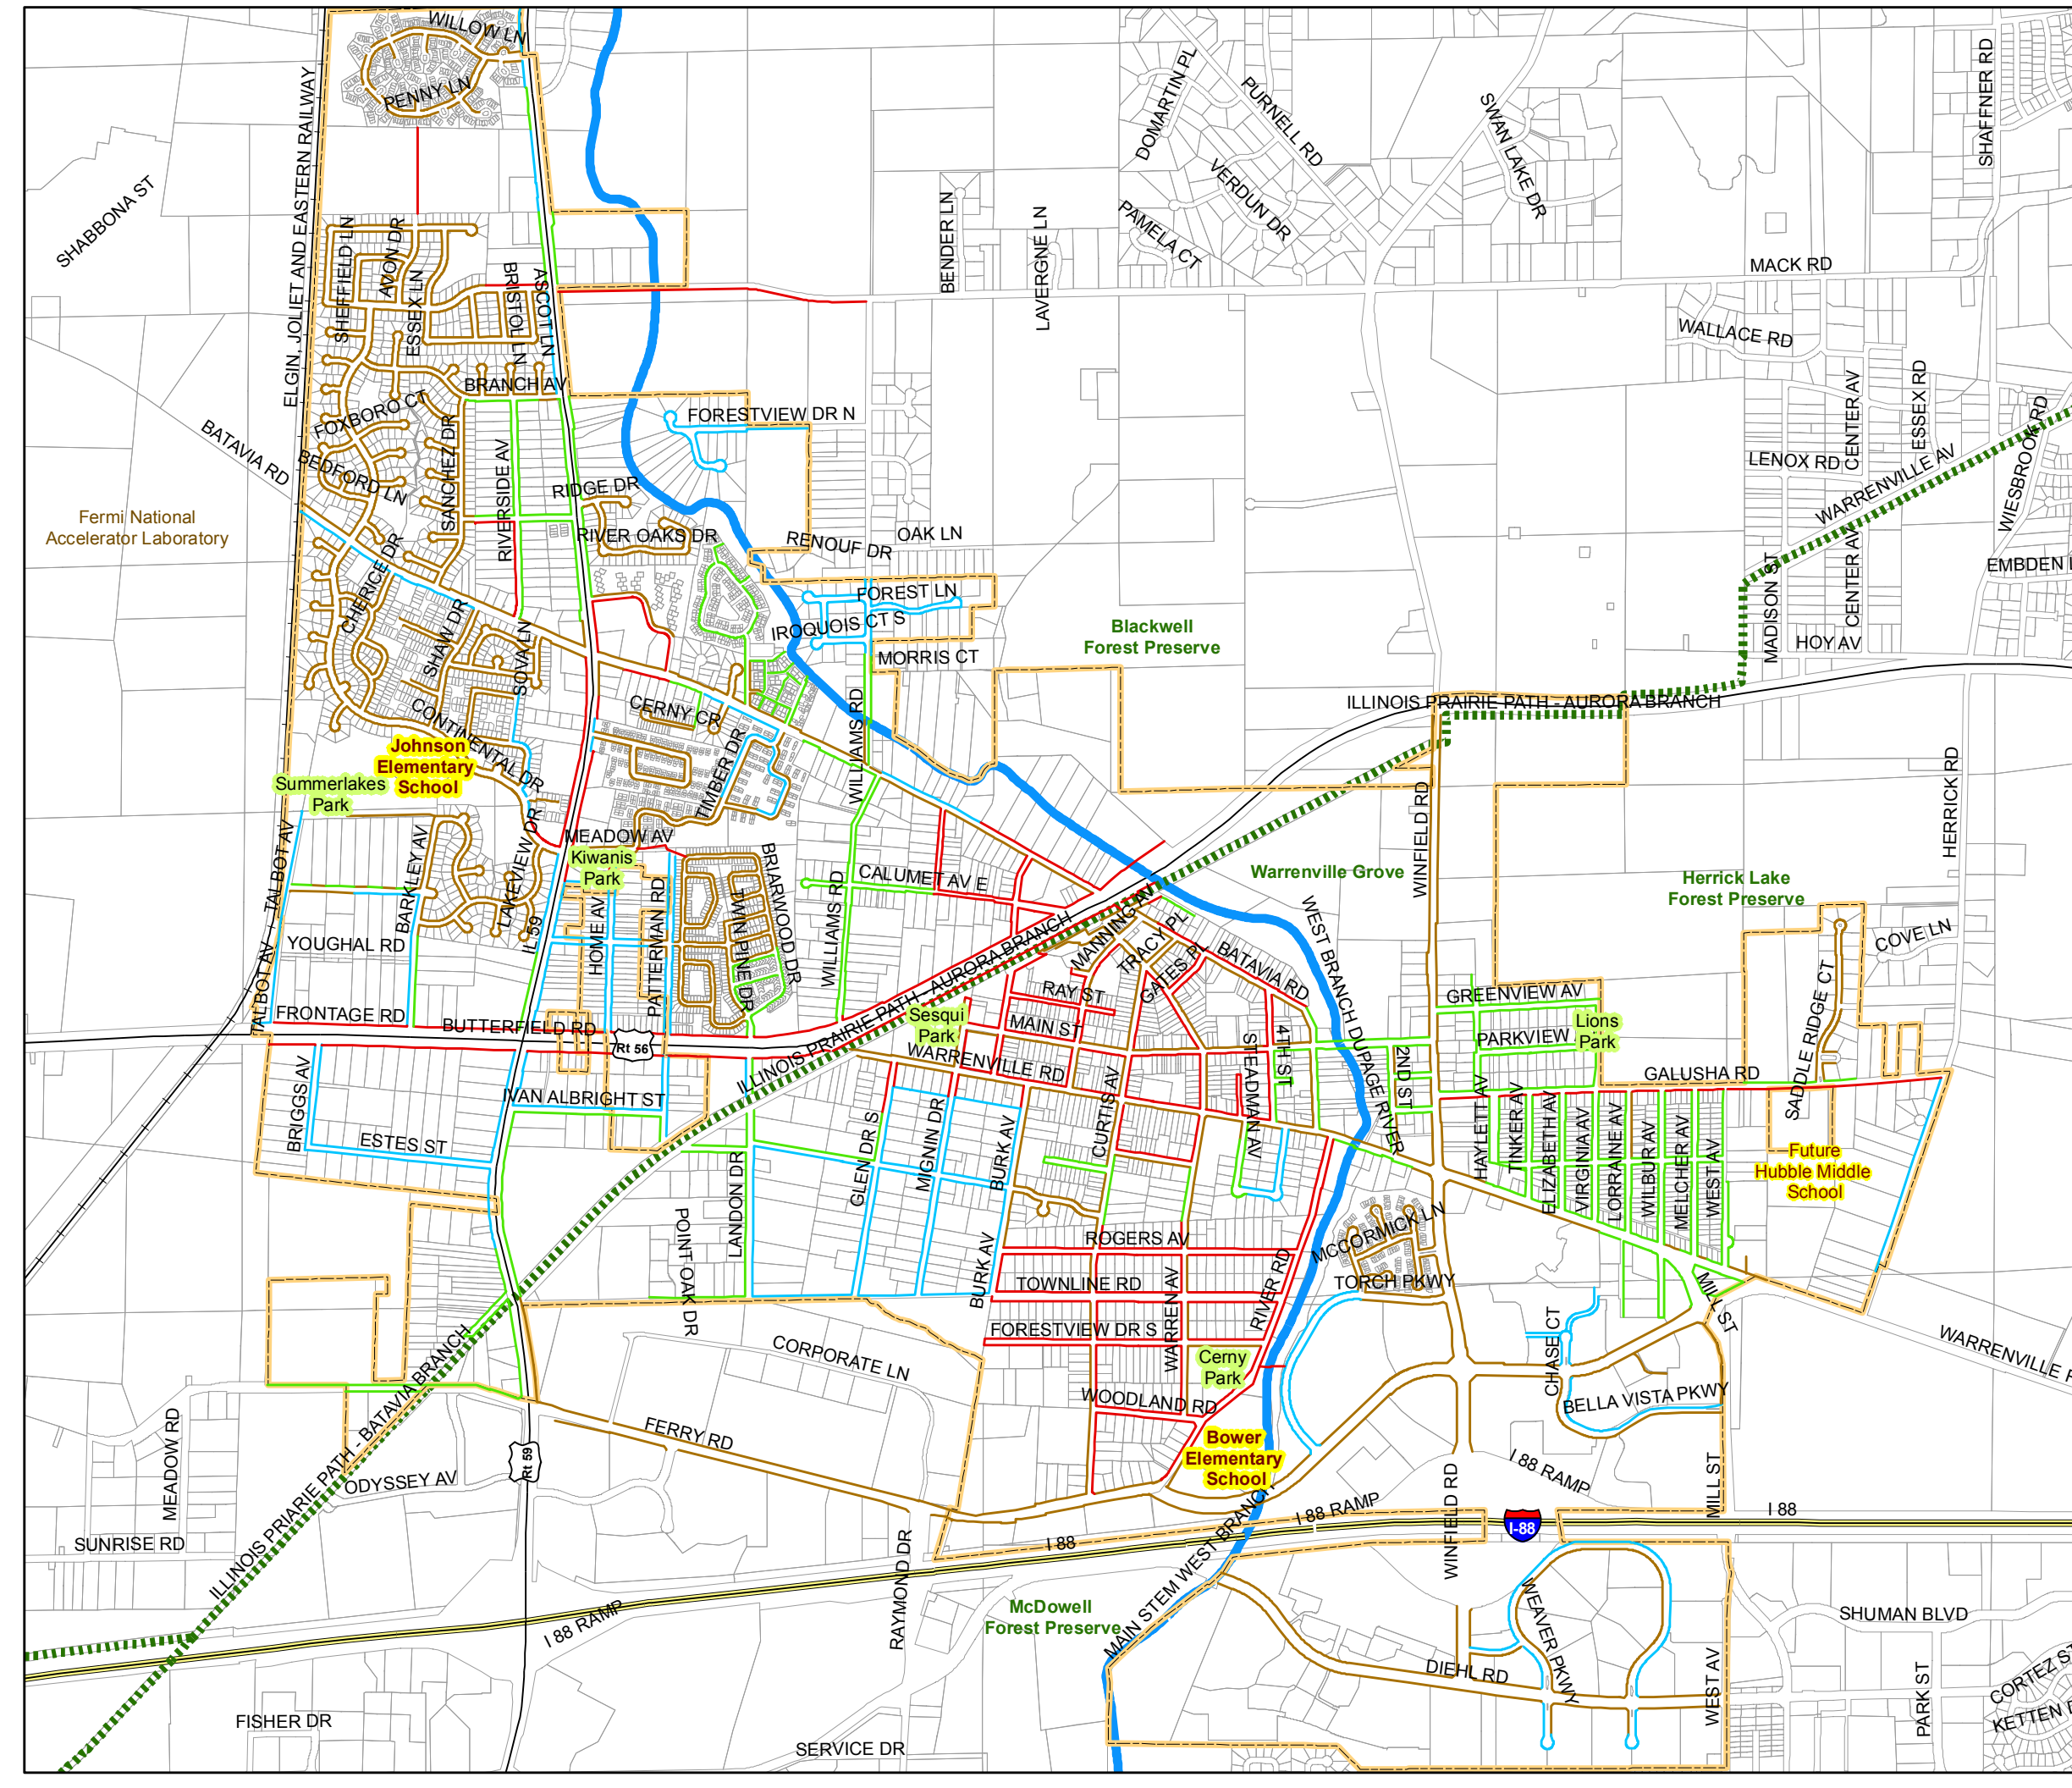 WILLOW LN
PENNY LN
ELGIN, JOLIET AND EASTERN RAILWAY
SHABBONA ST
DOMARTIN PL
PURNELL RD
SWAN LAKE DR
SHAFFNER RD
VERDUN DR
PAMELA CT
BENDER LN
LAVERGNE LN
MACK RD
SHEFFIELD LN
AVON DR
ESSEX LN
BRISTOL LN
ASCOT LN
WALLACE RD
CENTER AV
ESSEX RD
WIESBROOK RD
BRANCH AV
FOXBORO CT
FORESTVIEW DR N
BATAVIA RD
BEDFORD LN
SANCHEZ DR
RIVERSIDE AV
RIDGE DR
LENOX RD
WARRENVILLE AV
Fermi National
Accelerator Laboratory
RIVER OAKS DR
RENOUF DR
OAK LN
CHERICE DR
SHAW DR
SOVA LN
FOREST LN
IROQUOIS CT S
MORRIS CT
Blackwell
Forest Preserve
MADISON ST
CENTER AV
EMBDEN L
HOY AV
ILLINOIS PRAIRIE PATH - AURORA BRANCH
CERNY CR
CONTINENTAL DR
TIMBER DR
WILLIAMS RD
Johnson
Elementary
School
Summerlakes
Park
TALBOT AV
TALBOT AV
BARKLEY AV
LAKEVIEW DR
MEADOW AV
Kiwanis
Park
BRIARWOOD DR
CALUMET AV E
Warrenville Grove
WINFIELD RD
HERRICK RD
Herrick Lake
Forest Preserve
COVE LN
YOUGHAL RD
IL 59
HOME AV
PATTERMAN RD
TWIN PINE DR
WILLIAMS RD
ILLINOIS PRAIRIE PATH - AURORA BRANCH
MANNING AV
TRACY PL
GATES PL
BATAVIA RD
WEST BRANCH DUPAGE RIVER
RAY ST
GREENVIEW AV
SADDLE RIDGE CT
TALBOT AV
FRONTAGE RD
BUTTERFIELD RD
Rt 56
Sesqui
Park
MAIN ST
WARRENVILLE RD
STEADMAN AV
4TH ST
2ND ST
PARKVIEW
Lions
Park
GALUSHA RD
BRIGGS AV
IVAN ALBRIGHT ST
ESTES ST
GLEN DR S
MIGNIN DR
BURK AV
CURTIS AV
HAYLETT AV
TINKER AV
ELIZABETH AV
VIRGINIA AV
LORRAINE AV
WILBUR AV
MELCHER AV
WEST AV
Future
Hubble Middle
School
POINT OAK DR
LANDON DR
BURK AV
ROGERS AV
MCCORMICK LN
TOWNLINE RD
WARREN AV
RIVER RD
TORCH PKWY
MILL ST
FORESTVIEW DR S
CORPORATE LN
Cerny
Park
CHASE CT
WARRENVILLE R
BELLA VISTA PKWY
WOODLAND RD
MEADOW RD
ILLINOIS PRIARIE PATH - BATAVIA BRANCH
FERRY RD
Rt 59
ODYSSEY AV
Bower
Elementary
School
I 88 RAMP
MILL ST
SUNRISE RD
I 88 RAMP
I 88
WINFIELD RD
I-88
I 88
RAYMOND DR
MAIN STEM WEST BRANCH
I 88 RAMP
McDowell
Forest Preserve
WEAVER PKWY
SHUMAN BLVD
DIEHL RD
WEST AV
PARK ST
CORTEZ ST
KETTEN
FISHER DR
SERVICE DR